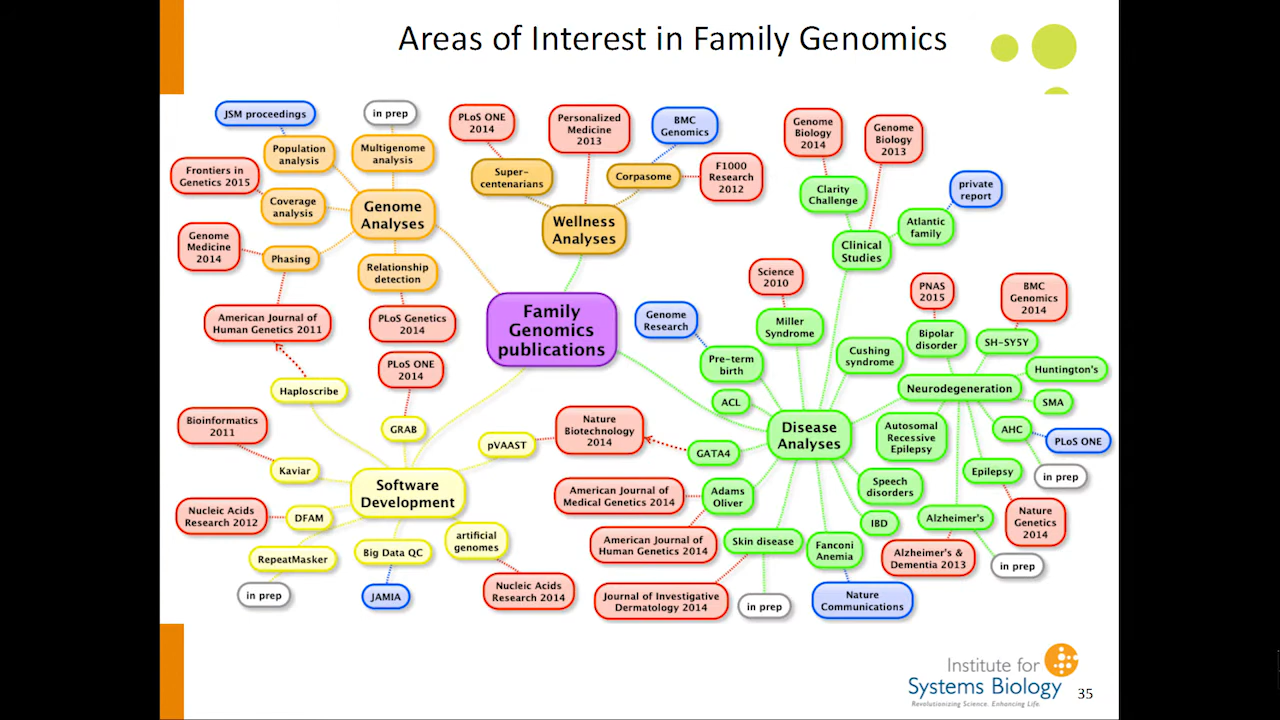 Areas of Interest in Family Genomics
JSM proceedings
in prep
Population
analysis
Multigenome
analysis
Frontiers in
Genetics 2015
Coverage
analysis
Genome
Analyses
Genome
Medicine
2014
Phasing
Relationship
detection
American Journal of
Human Genetics 2011
PLoS Genetics
2014
PLoS ONE
2014
Super-
centenarians
Personalized
Medicine
2013
BMC
Genomics
Corpasome
F1000
Research
2012
Wellness
Analyses
Genome
Biology
2014
Genome
Biology
2013
Clarity
Challenge
private
report
Atlantic
family
Clinical
Studies
Family
Genomics
publications
Science
2010
Genome
Research
Miller
Syndrome
Pre-term
birth
Cushing
syndrome
ACL
PNAS
2015
BMC
Genomics
2014
Bipolar
disorder
SH-SY5Y
Huntington's
Neurodegeneration
SMA
AHC
PLoS ONE
in prep
Autosomal
Recessive
Epilepsy
Epilepsy
Nature
Genetics
2014
Alzheimer's
Alzheimer's &
Dementia 2013
in prep
Disease
Analyses
Speech
disorders
IBD
Nature
Biotechnology
2014
GATA4
American Journal of
Medical Genetics 2014
Adams
Oliver
American Journal of
Human Genetics 2014
Skin disease
Fanconi
Anemia
Journal of Investigative
Dermatology 2014
in prep
Nature
Communications
PLoS ONE
2014
Haploscribe
GRAB
Bioinformatics
2011
Kaviar
pVAAST
Software
Development
Nucleic Acids
Research 2012
DFAM
RepeatMasker
in prep
Big Data QC
JAMIA
artificial
genomes
Nucleic Acids
Research 2014
Institute for
Systems Biology
Revolutionizing Science. Enhancing Life.
35